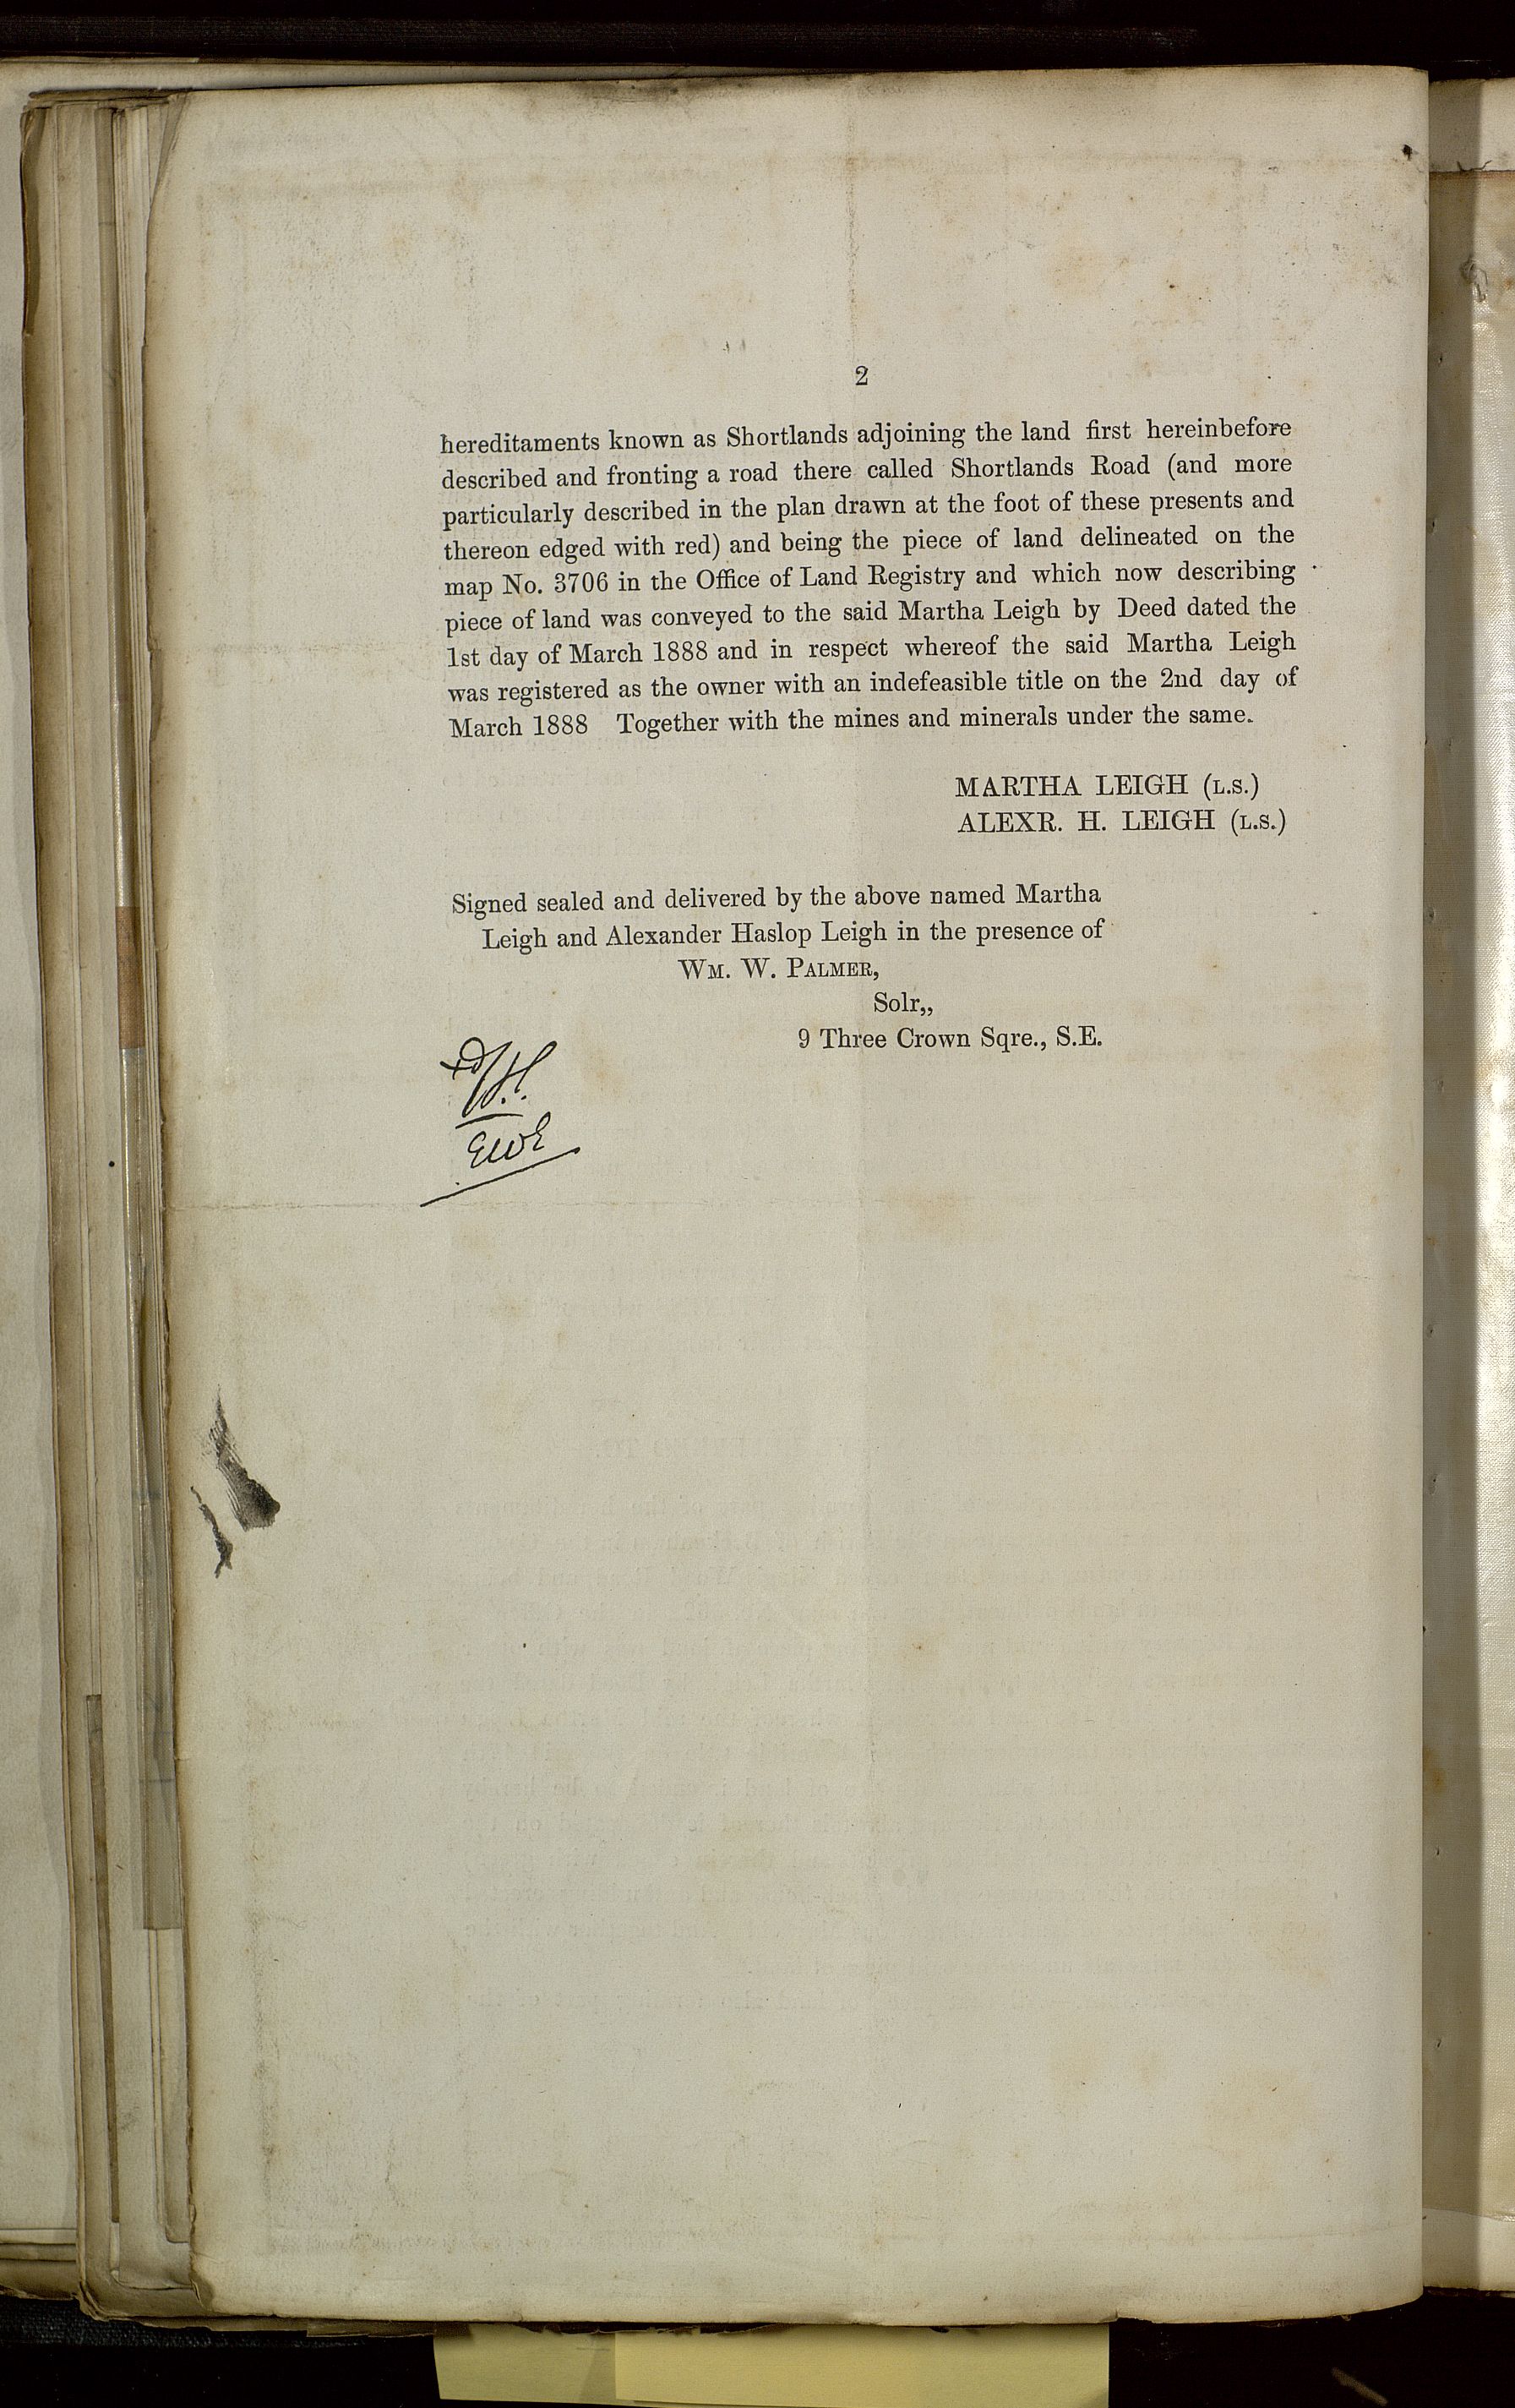 2
hereditaments known as Shortlands adjoining the land first hereinbefore
described and fronting a road there called Shortlands Road (and more
particularly described in the plan drawn at the foot of these presents and
thereon edged with red) and being the piece of land delineated on the
map No. 3706 in the Office of Land Registry and which now describing
piece of land was conveyed to the said Martha Leigh by Deed dated the
1st day of March 1888 and in respect whereof the said Martha Leigh
was registered as the owner with an indefeasible title on the 2nd day of
March 1888 Together with the mines and minerals under the same.
MARTHA LEIGH (L.S.)
ALEXR. H. LEIGH (L.S.)
Signed sealed and delivered by the above named Martha
Leigh and Alexander Haslop Leigh in the presence of
WM. W. PALMER,
Solr,,
9 Three Crown Sqre., S.E.